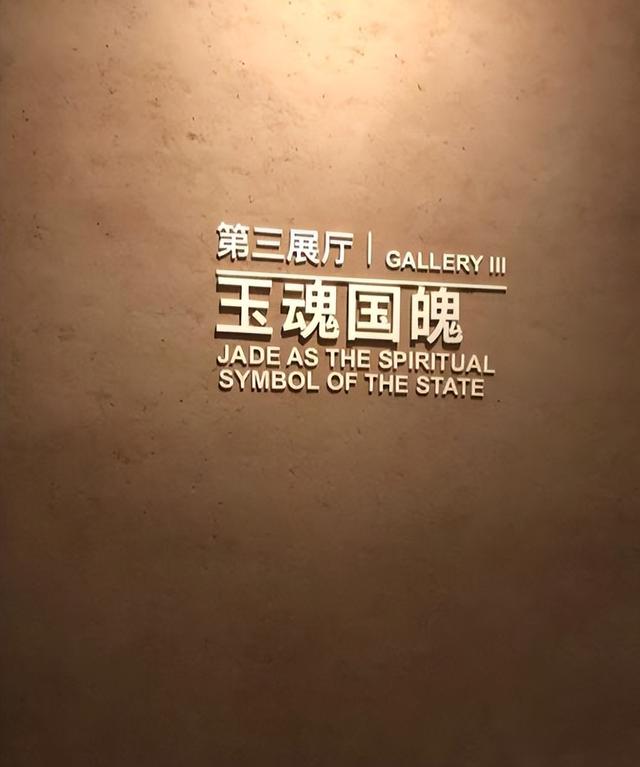 第三展厅 | GALLERY III
玉魂国魄
JADE AS THE SPIRITUAL
SYMBOL OF THE STATE